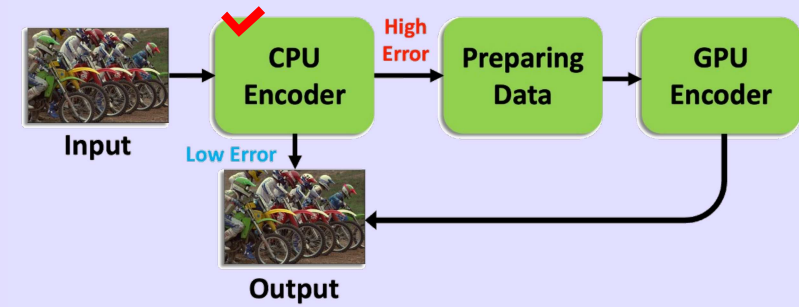 CPU
Encoder
High
Error
Preparing
Data
GPU
Encoder
Input
Low Error
Output